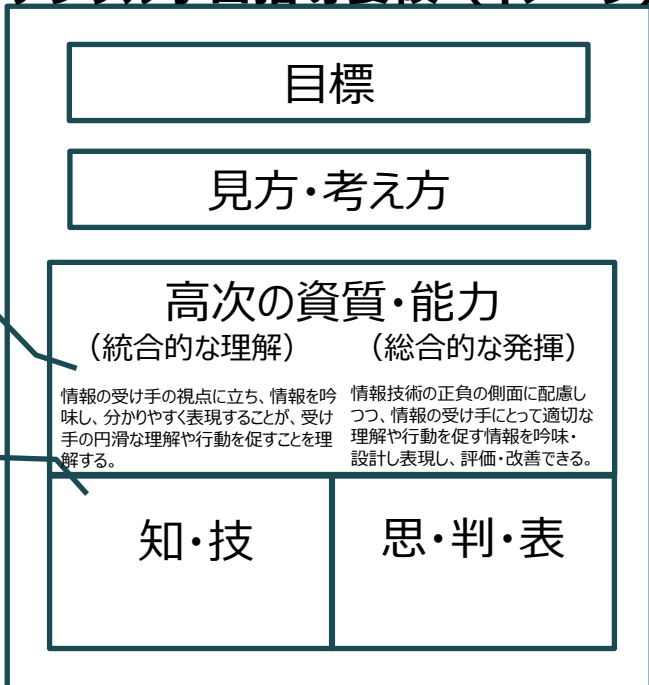 目標
見方・考え方
高次の資質・能力
（統合的な理解）
（総合的な発揮）
情報の受け手の視点に立ち、情報を吟
味し、分かりやすく表現することが、受け
手の円滑な理解や行動を促すことを理
解する。
情報技術の正負の側面に配慮し
つつ、情報の受け手にとって適切な
理解や行動を促す情報を吟味・
設計し表現し、評価・改善できる。
知・技
思・判・表